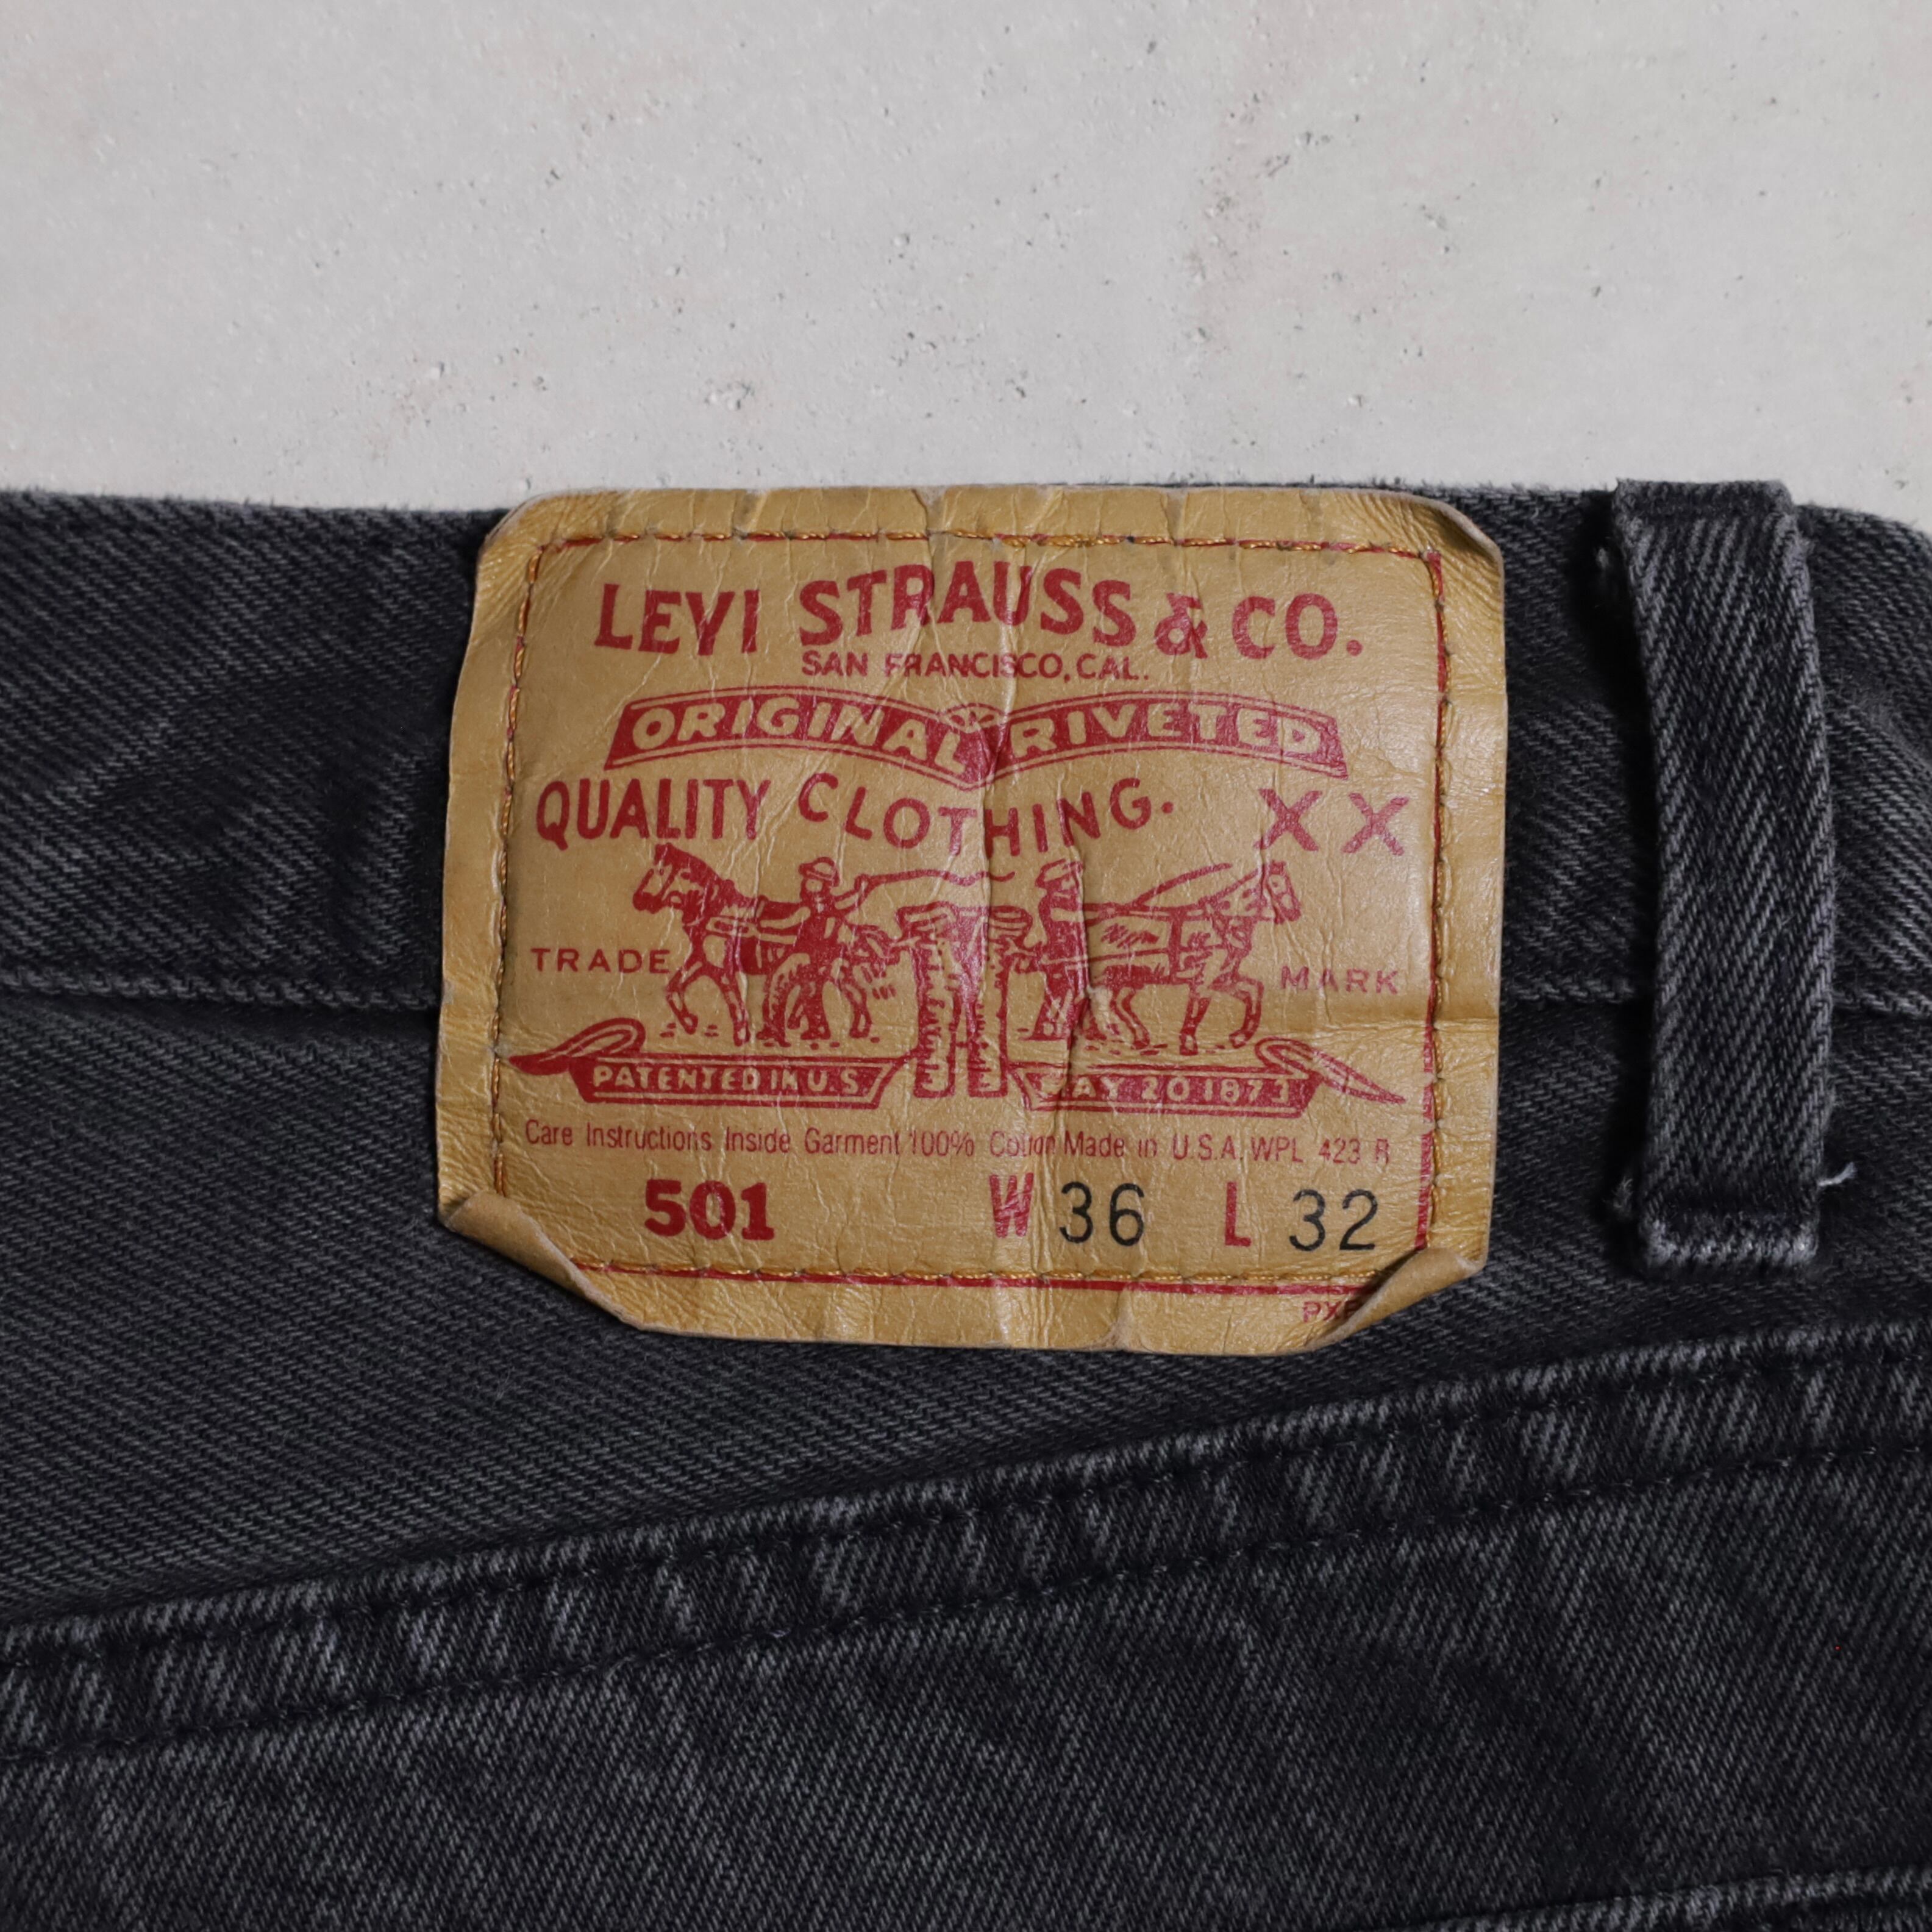 LEVI STRAUSS & CO.
SAN FRANCISCO, CAL.
ORIGINAL RIVETED
QUALITY CLOTHING. XX
TRADE MARK
PATENTED IN U.S. MAY 20 1873
Care Instructions Inside Garment 100% Cotton Made in U.S.A. WPL 423 R
501 W 36 L 32